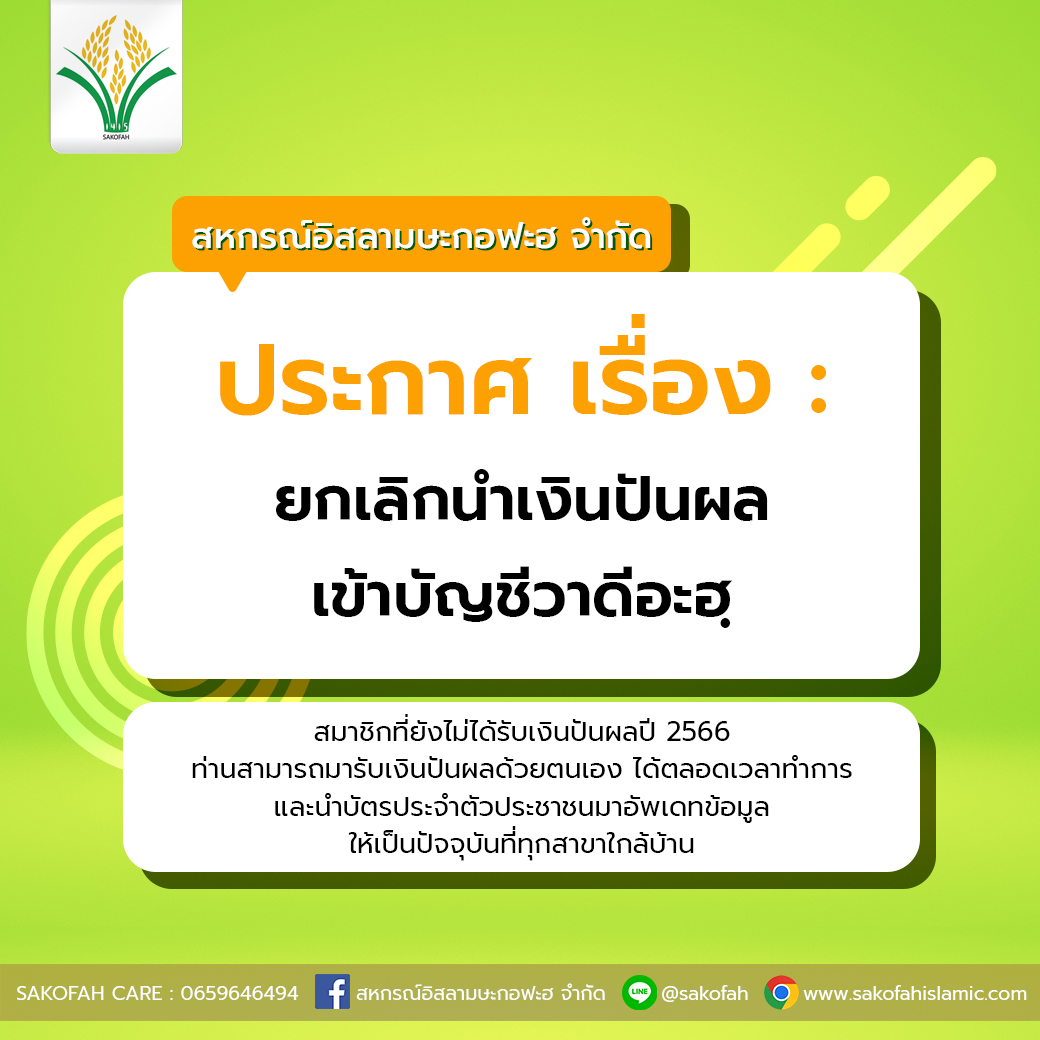 1415
SAKOFAH
สหกรณ์อิสลามษะกอฟะฮ จำกัด
ประกาศ เรื่อง :
ยกเลิกนำเงินปันผล
เข้าบัญชีวาดีอะฮฺ
สมาชิกที่ยังไม่ได้รับเงินปันผลปี 2566
ท่านสามารถมารับเงินปันผลด้วยตนเอง ได้ตลอดเวลาทำการ
และนำบัตรประจำตัวประชาชนมาอัพเดทข้อมูล
ให้เป็นปัจจุบันที่ทุกสาขาใกล้บ้าน
SAKOFAH CARE : 0659646494 สหกรณ์อิสลามษะกอฟะฮ จำกัด LINE @sakofah www.sakofahislamic.com